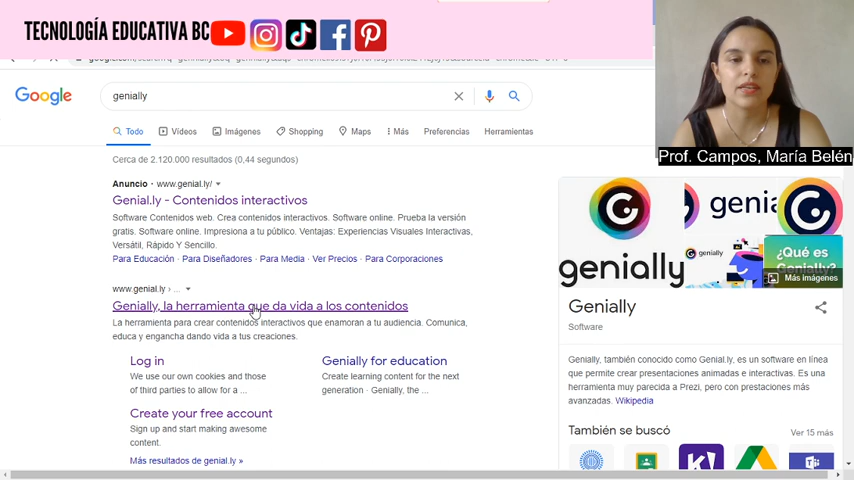 TECNOLOGÍA EDUCATIVA BC
Google
genially
Todo
Vídeos
Imágenes
Shopping
Maps
Más
Preferencias
Herramientas
Prof. Campos, María Belén
Cerca de 2.120.000 resultados (0,44 segundos)
Anuncio · www.genial.ly/
Genial.ly - Contenidos interactivos
Software Contenidos web. Crea contenidos interactivos. Software online. Prueba la versión
gratis. Software online. Impresiona a tu público. Ventajas: Experiencias Visuales Interactivas,
Versátil, Rápido Y Sencillo.
Para Educación · Para Diseñadores · Para Media · Ver Precios · Para Corporaciones
www.genial.ly › ...
Genially, la herramienta que da vida a los contenidos
La herramienta para crear contenidos interactivos que enamoran a tu audiencia. Comunica,
educa y engancha dando vida a tus creaciones.
Log in
We use our own cookies and those
of third parties to allow for a ...
Genially for education
Create learning content for the next
generation · Genially, the ...
Create your free account
Sign up and start making awesome
content.
Más resultados de genial.ly »
genially
genially
¿Qué es
Genially?
Más imágenes
Genially
Software
Genially, también conocido como Genial.ly, es un software en línea
que permite crear presentaciones animadas e interactivas. Es una
herramienta muy parecida a Prezi, pero con prestaciones más
avanzadas. Wikipedia
También se buscó
Ver 15 más